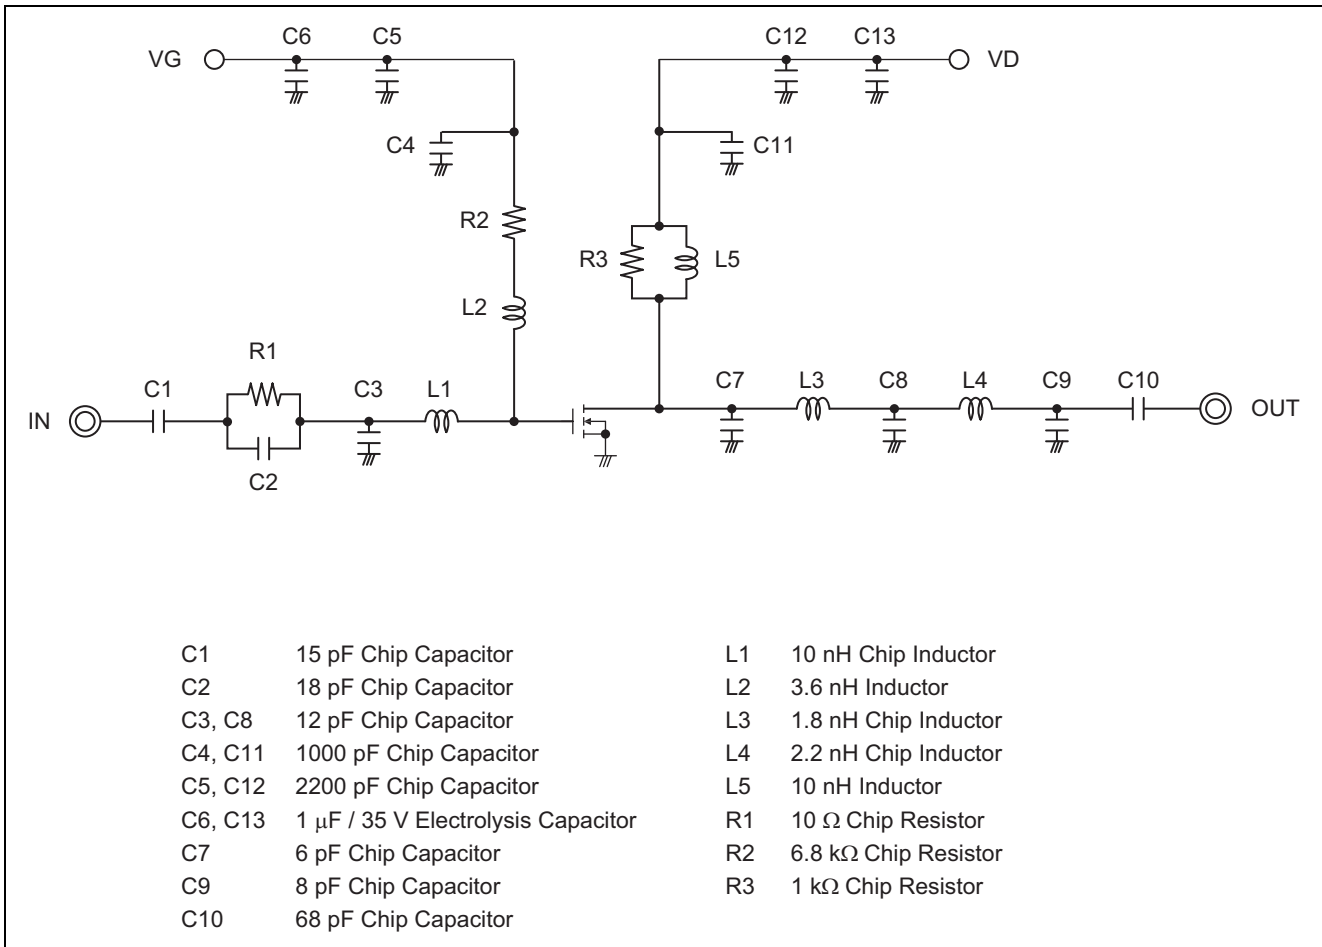 VG C6 C5 C12 C13 VD
C4 C11
R2 R3 L5
L2
R1
IN C1 C3 L1 C7 L3 C8 L4 C9 C10 OUT
C2
C1 15 pF Chip Capacitor
C2 18 pF Chip Capacitor
C3, C8 12 pF Chip Capacitor
C4, C11 1000 pF Chip Capacitor
C5, C12 2200 pF Chip Capacitor
C6, C13 1 μF / 35 V Electrolysis Capacitor
C7 6 pF Chip Capacitor
C9 8 pF Chip Capacitor
C10 68 pF Chip Capacitor
L1 10 nH Chip Inductor
L2 3.6 nH Inductor
L3 1.8 nH Chip Inductor
L4 2.2 nH Chip Inductor
L5 10 nH Inductor
R1 10 Ω Chip Resistor
R2 6.8 kΩ Chip Resistor
R3 1 kΩ Chip Resistor